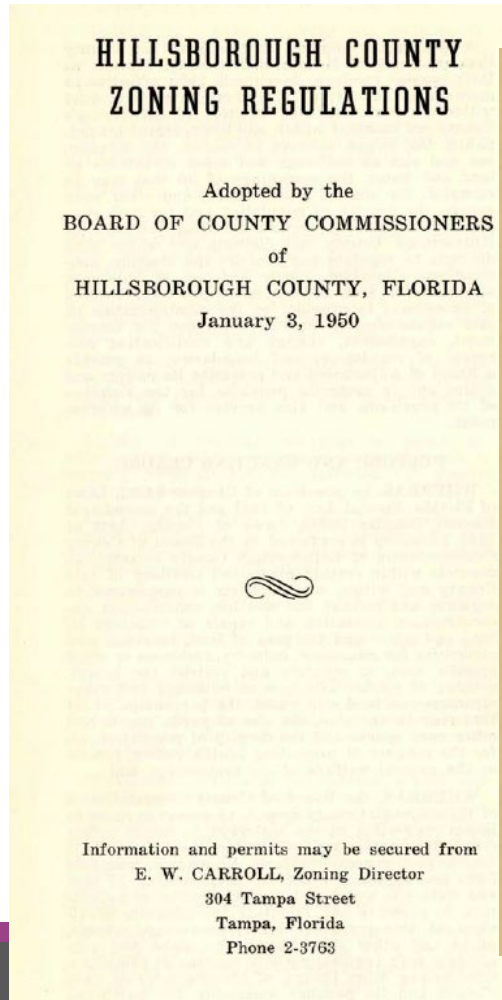 HILLSBOROUGH COUNTY
ZONING REGULATIONS
Adopted by the
BOARD OF COUNTY COMMISSIONERS
of
HILLSBOROUGH COUNTY, FLORIDA
January 3, 1950
Information and permits may be secured from
E. W. CARROLL, Zoning Director
304 Tampa Street
Tampa, Florida
Phone 2-3763